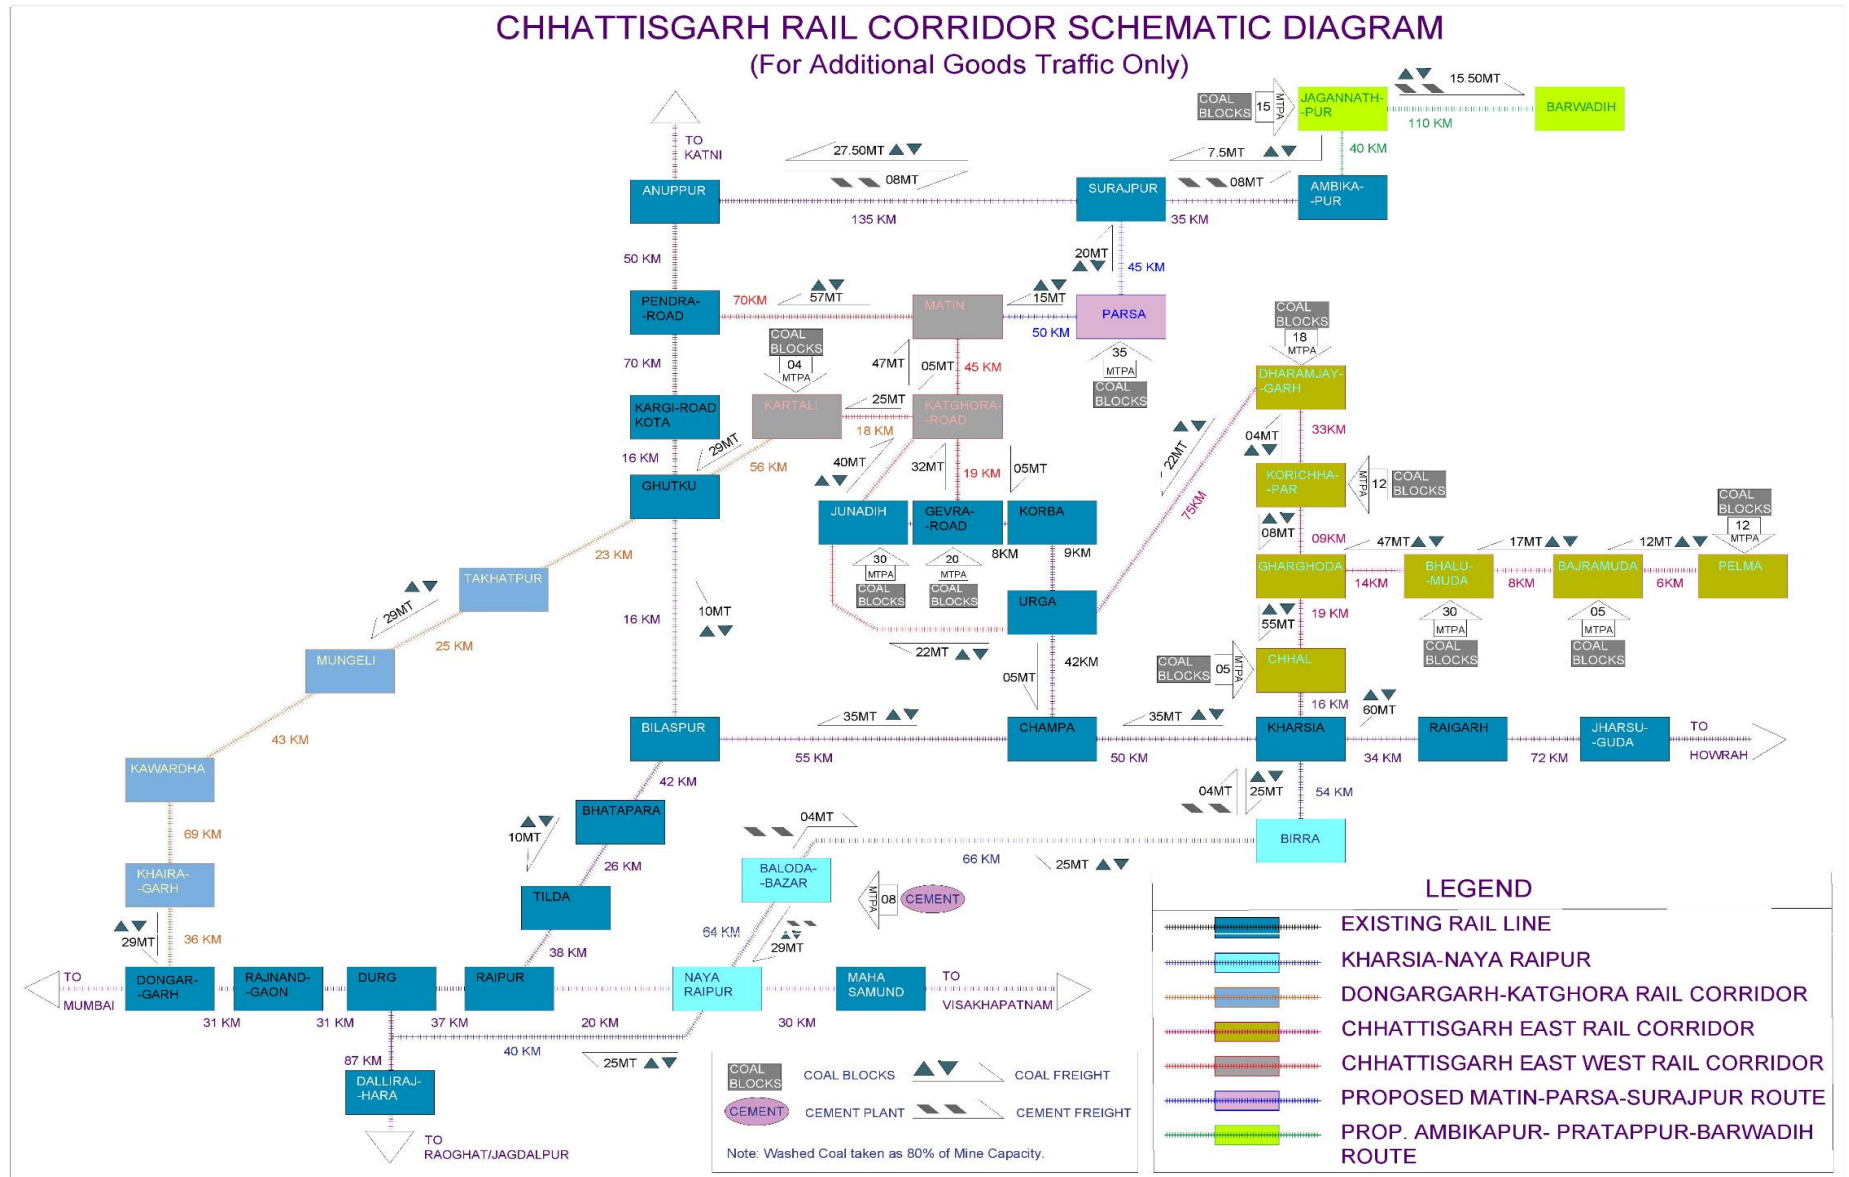 CHHATTISGARH RAIL CORRIDOR SCHEMATIC DIAGRAM
(For Additional Goods Traffic Only)
TO
KATNI
COAL
BLOCKS
15
MTPA
JAGANNATH-
-PUR
15.50MT
110 KM
BARWADIH
27.50MT
08MT
7.5MT
08MT
40 KM
ANUPPUR
135 KM
SURAJPUR
35 KM
AMBIKA-
-PUR
50 KM
20MT
45 KM
PENDRA-
-ROAD
70KM
57MT
MATIN
15MT
50 KM
PARSA
35
MTPA
COAL
BLOCKS
COAL
BLOCKS
18
MTPA
70 KM
COAL
BLOCKS
04
MTPA
47MT
05MT
45 KM
DHARAMJAY-
-GARH
KARGI-ROAD
KOTA
KARTALI
25MT
18 KM
KATGHORA-
-ROAD
22MT
75KM
04MT
33KM
16 KM
29MT
56 KM
40MT
32MT
19 KM
05MT
KORICHHA-
-PAR
MTPA
12
COAL
BLOCKS
GHUTKU
JUNADIH
GEVRA-
-ROAD
KORBA
8KM
9KM
08MT
09KM
COAL
BLOCKS
12
MTPA
23 KM
30
MTPA
COAL
BLOCKS
20
MTPA
COAL
BLOCKS
GHARGHODA
47MT
14KM
BHALU-
-MUDA
17MT
8KM
BAJRAMUDA
12MT
6KM
PELMA
TAKHATPUR
29MT
25 KM
16 KM
10MT
URGA
22MT
42KM
05MT
55MT
19 KM
30
MTPA
COAL
BLOCKS
05
MTPA
COAL
BLOCKS
MUNGELI
COAL
BLOCKS
05
MTPA
CHHAL
16 KM
60MT
43 KM
BILASPUR
35MT
55 KM
CHAMPA
35MT
50 KM
KHARSIA
34 KM
RAIGARH
72 KM
JHARSU-
-GUDA
TO
HOWRAH
KAWARDHA
42 KM
04MT
25MT
54 KM
BHATAPARA
10MT
26 KM
04MT
66 KM
25MT
BIRRA
69 KM
KHAIRA-
-GARH
TILDA
BALODA-
-BAZAR
MTPA
08
CEMENT
29MT
36 KM
38 KM
64 KM
29MT
TO
MUMBAI
DONGAR-
-GARH
31 KM
RAJNAND-
-GAON
31 KM
DURG
37 KM
RAIPUR
20 KM
NAYA
RAIPUR
30 KM
MAHA
SAMUND
TO
VISAKHAPATNAM
40 KM
25MT
87 KM
DALLIRAJ-
-HARA
TO
RAOGHAT/JAGDALPUR
COAL
BLOCKS
COAL BLOCKS
COAL FREIGHT
CEMENT
CEMENT PLANT
CEMENT FREIGHT
Note: Washed Coal taken as 80% of Mine Capacity.
LEGEND
EXISTING RAIL LINE
KHARSIA-NAYA RAIPUR
DONGARGARH-KATGHORA RAIL CORRIDOR
CHHATTISGARH EAST RAIL CORRIDOR
CHHATTISGARH EAST WEST RAIL CORRIDOR
PROPOSED MATIN-PARSA-SURAJPUR ROUTE
PROP. AMBIKAPUR- PRATAPPUR-BARWADIH
ROUTE